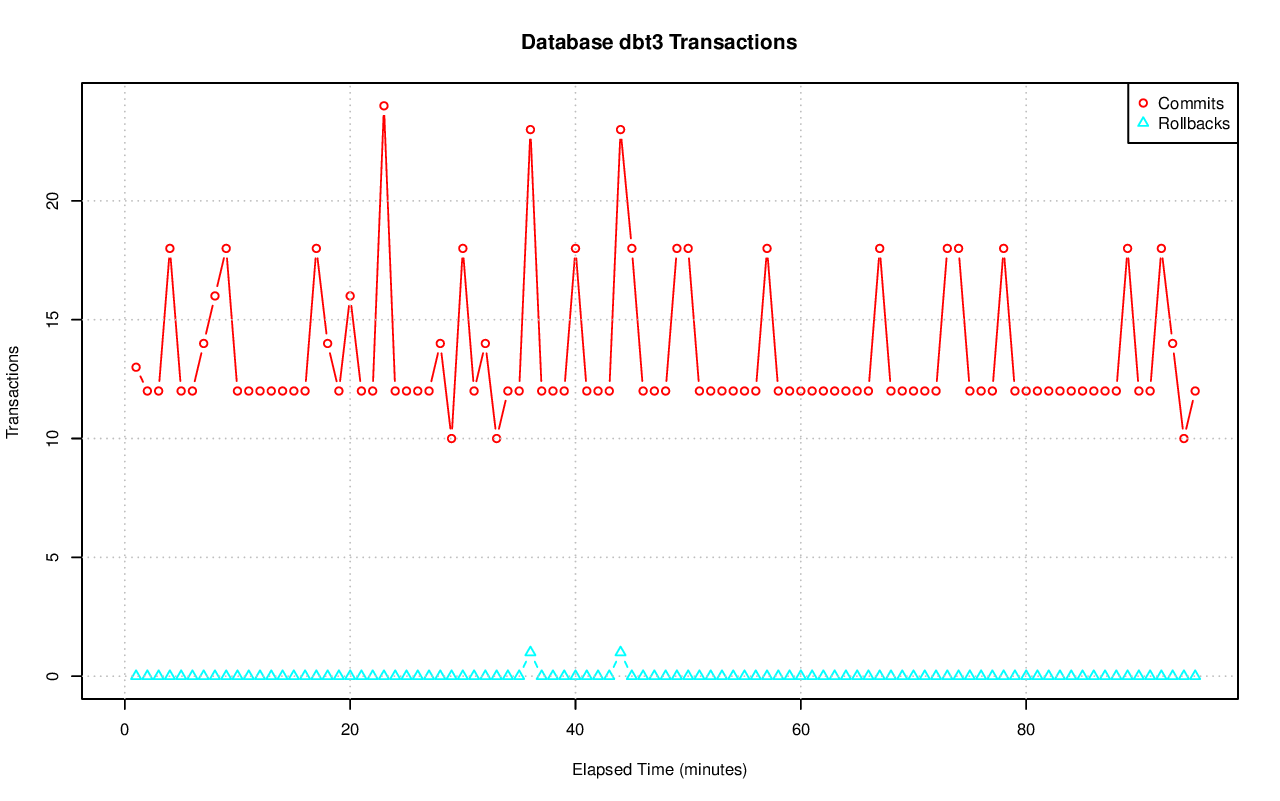 Database dbt3 Transactions
Commits
Rollbacks
Transactions
20
15
10
5
0
0 20 40 60 80
Elapsed Time (minutes)